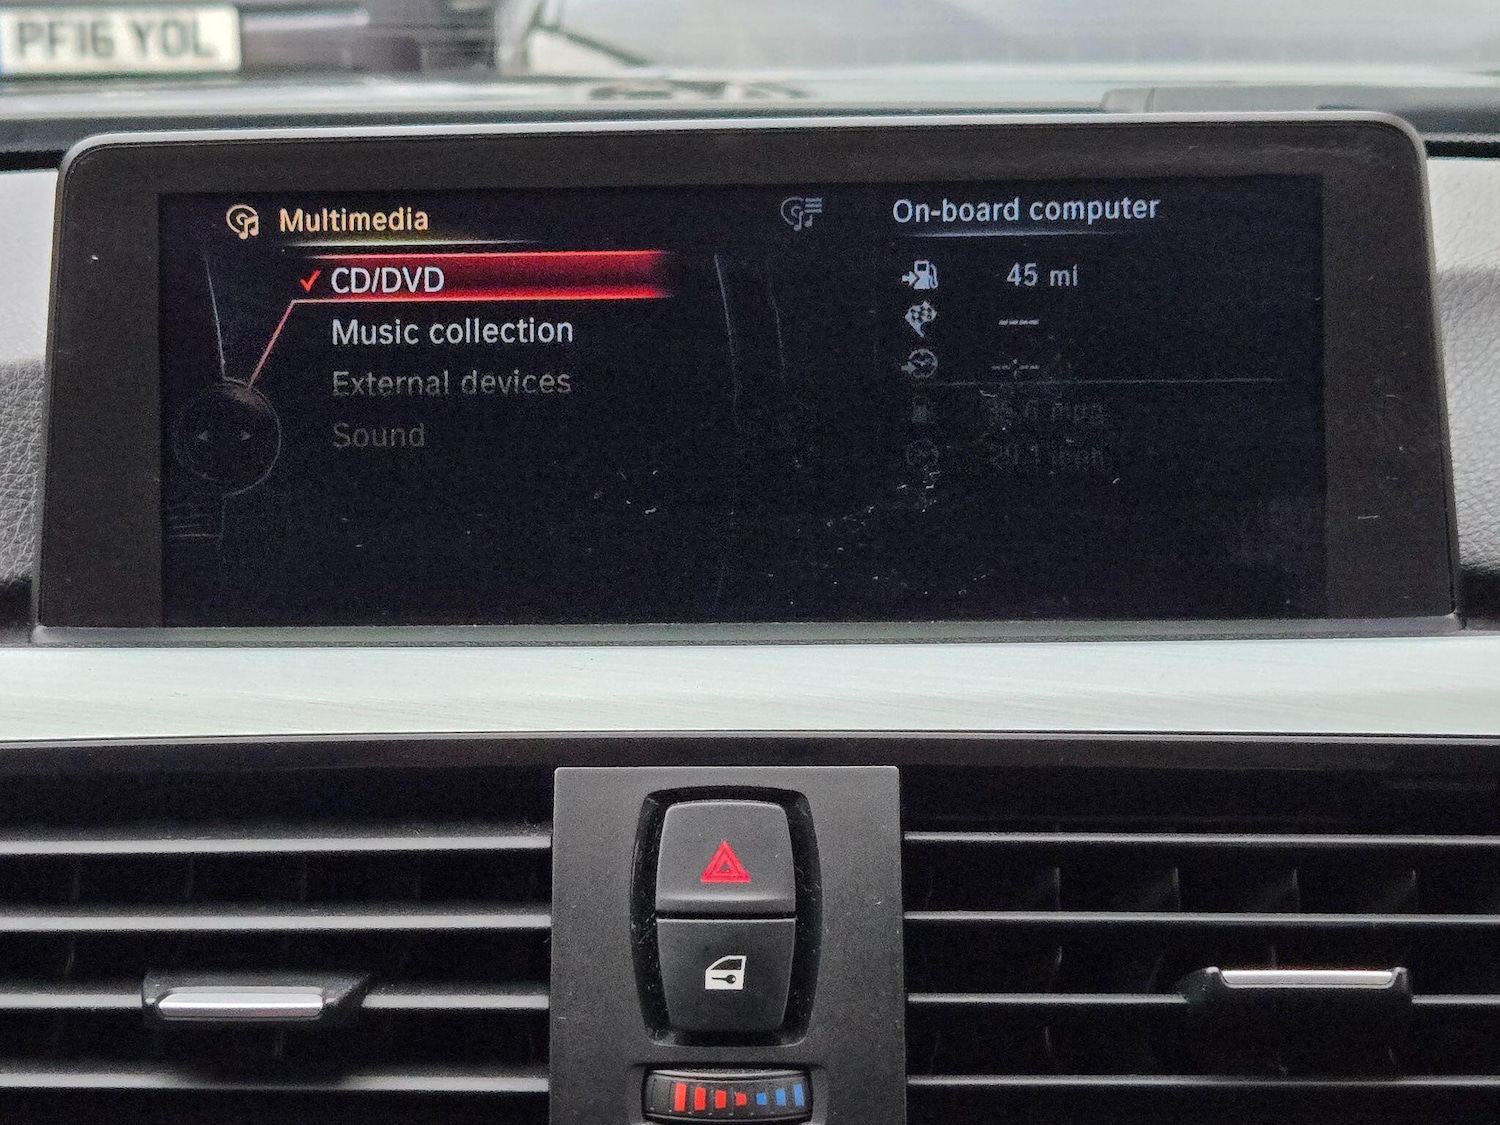 PF16 YOL
Multimedia
CD/DVD
Music collection
External devices
Sound
On-board computer
45 mi
----
--:--